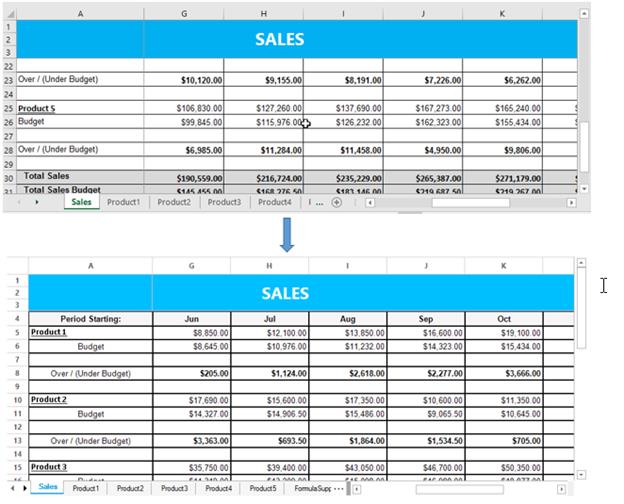 A G H I J K
1
2 SALES
3
22
23 Over / (Under Budget) $10,120.00 $9,155.00 $8,191.00 $7,226.00 $6,262.00
24
25 Product 5 $106,830.00 $127,260.00 $137,690.00 $167,273.00 $165,240.00
26 Budget $99,845.00 $115,976.00 $126,232.00 $162,323.00 $155,434.00
27
28 Over / (Under Budget) $6,985.00 $11,284.00 $11,458.00 $4,950.00 $9,806.00
29
30 Total Sales $190,559.00 $216,724.00 $235,229.00 $265,387.00 $271,179.00
31 Total Sales Budget $145,455.00 $168,276.50 $183,146.00 $219,687.50 $219,267.00
Sales Product1 Product2 Product3 Product4 ...
A G H I J K
1
2 SALES
3
4 Period Starting: Jun Jul Aug Sep Oct
5 Product 1 $8,850.00 $12,100.00 $13,850.00 $16,600.00 $19,100.00
6 Budget $8,645.00 $10,976.00 $11,232.00 $14,323.00 $15,434.00
7
8 Over / (Under Budget) $205.00 $1,124.00 $2,618.00 $2,277.00 $3,666.00
9
10 Product 2 $17,690.00 $15,600.00 $17,350.00 $10,600.00 $11,350.00
11 Budget $14,327.00 $14,906.50 $15,486.00 $9,065.50 $10,645.00
12
13 Over / (Under Budget) $3,363.00 $693.50 $1,864.00 $1,534.50 $705.00
14
15 Product 3 $35,750.00 $39,400.00 $43,050.00 $46,700.00 $50,350.00
Sales Product1 Product2 Product3 Product4 Product5 FormulaSupp ...